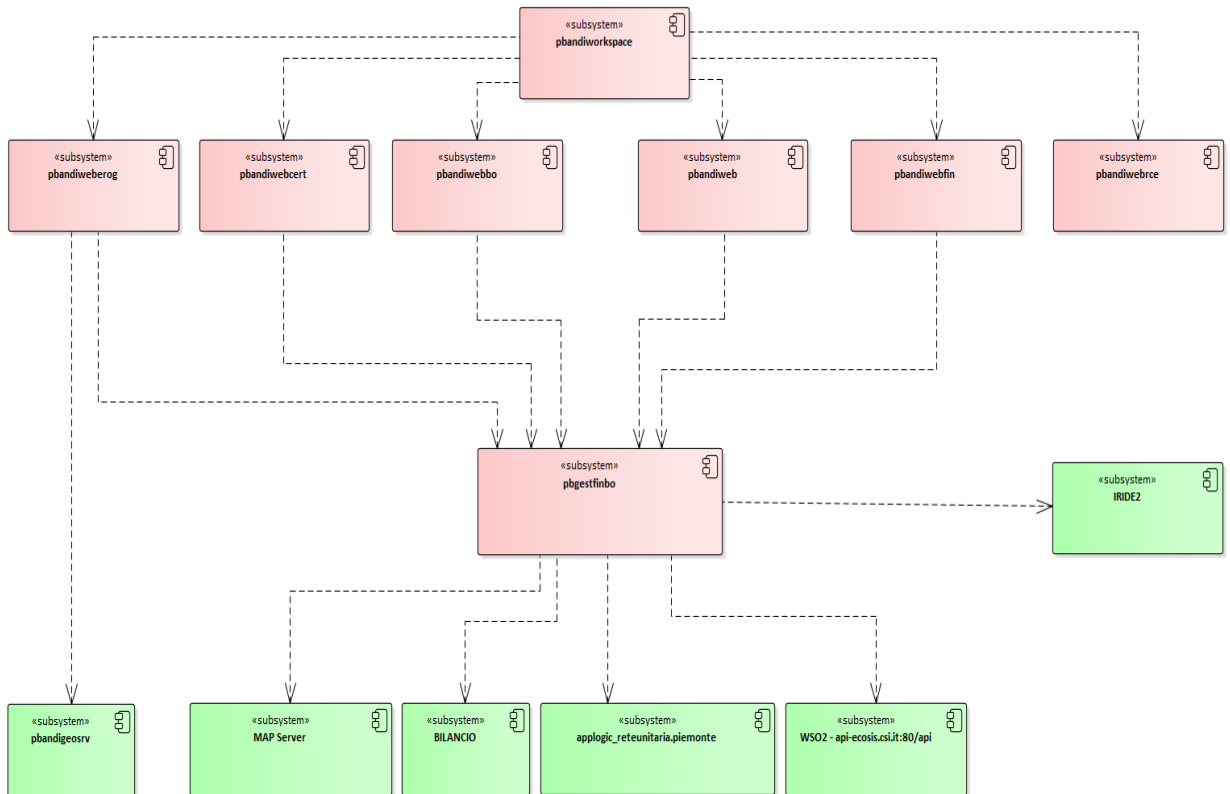 «subsystem»
pbandiworkspace
«subsystem»
pbandiweberog
«subsystem»
pbandiwebcert
«subsystem»
pbandiwebbo
«subsystem»
pbandiweb
«subsystem»
pbandiwebfin
«subsystem»
pbandiwebrce
«subsystem»
pbgestfinbo
«subsystem»
IRIDE2
«subsystem»
pbandigeosrv
«subsystem»
MAP Server
«subsystem»
BILANCIO
«subsystem»
applogic_reteunitaria.piemonte
«subsystem»
WSO2 - api-ecosis.csi.it:80/api